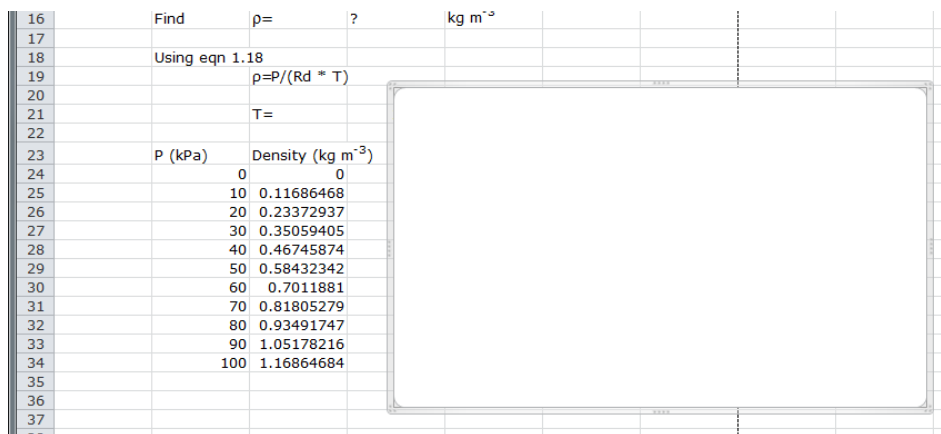 16 Find ρ= ? kg m⁻³
17
18 Using eqn 1.18
19 ρ=P/(Rd * T)
20
21 T=
22
23 P (kPa) Density (kg m⁻³)
24 0 0
25 10 0.11686468
26 20 0.23372937
27 30 0.35059405
28 40 0.46745874
29 50 0.58432342
30 60 0.7011881
31 70 0.81805279
32 80 0.93491747
33 90 1.05178216
34 100 1.16864684
35
36
37